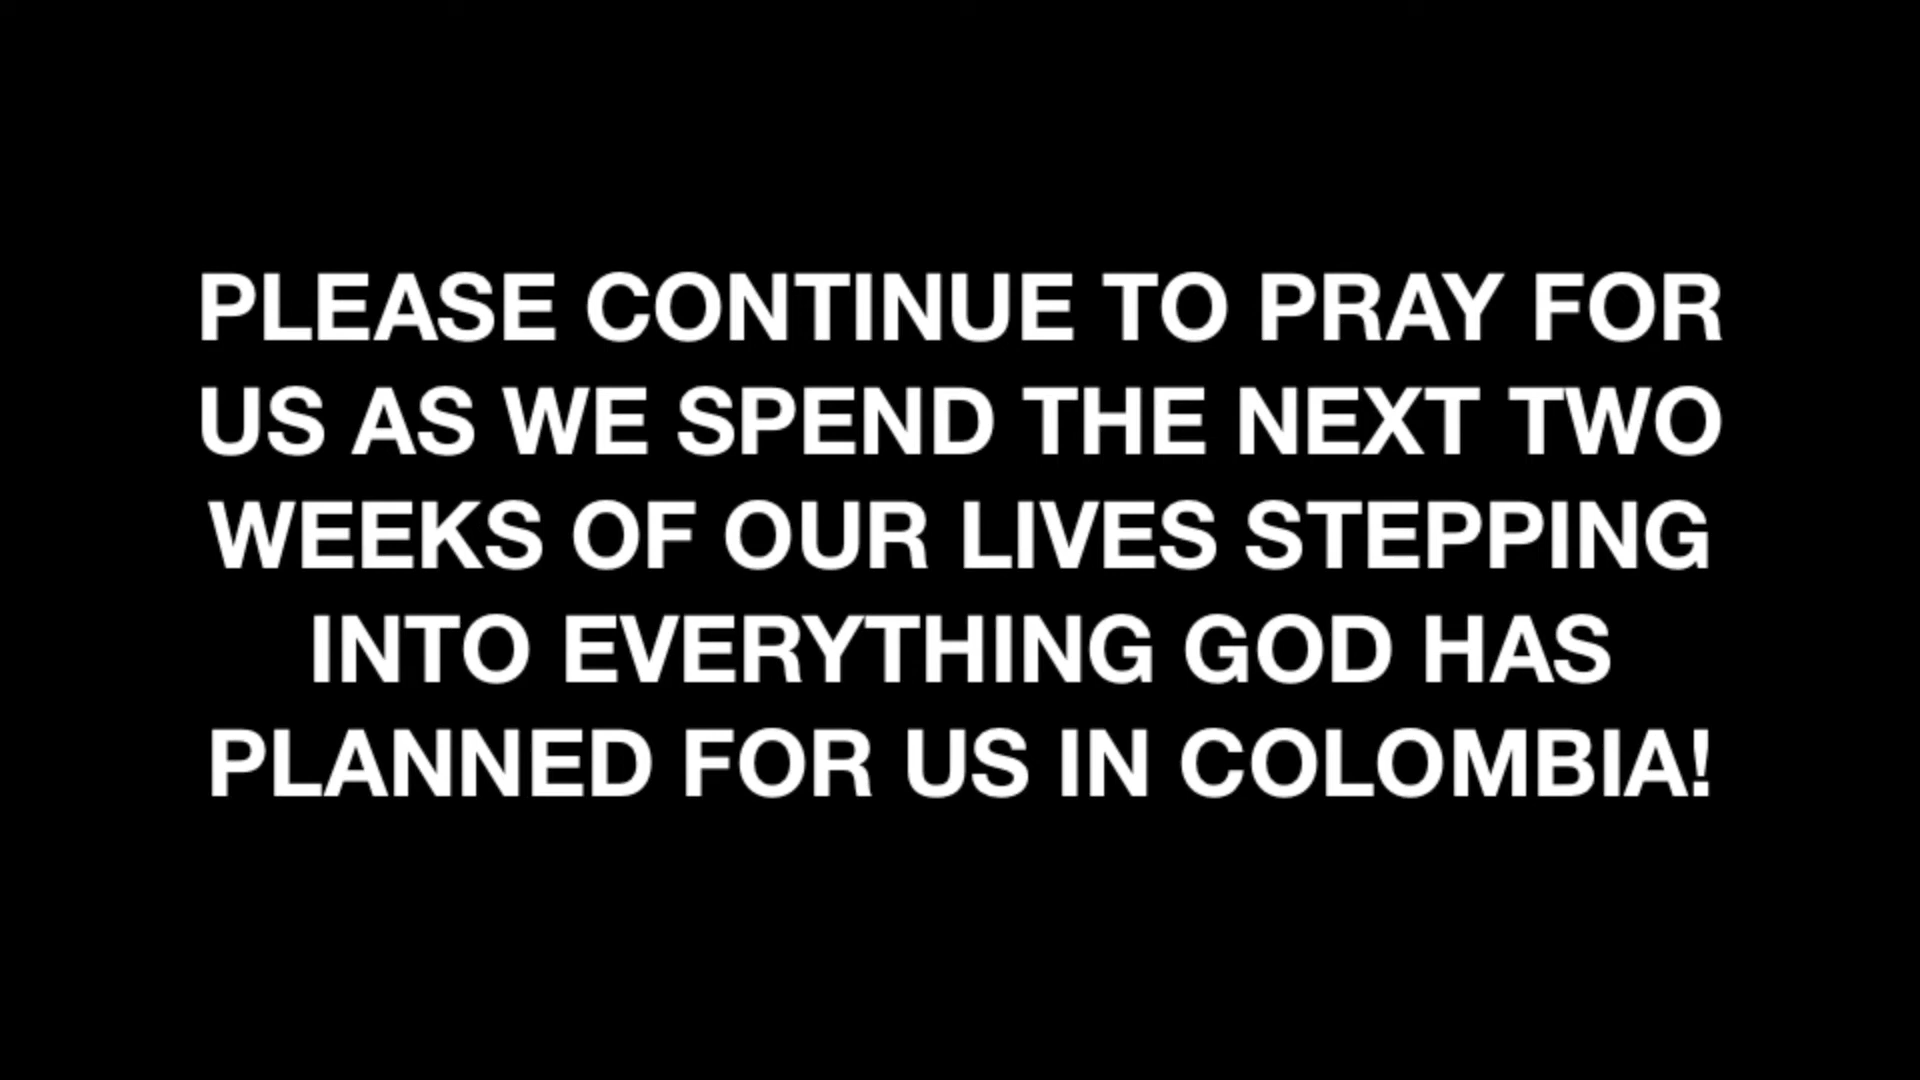 PLEASE CONTINUE TO PRAY FOR
US AS WE SPEND THE NEXT TWO
WEEKS OF OUR LIVES STEPPING
INTO EVERYTHING GOD HAS
PLANNED FOR US IN COLOMBIA!